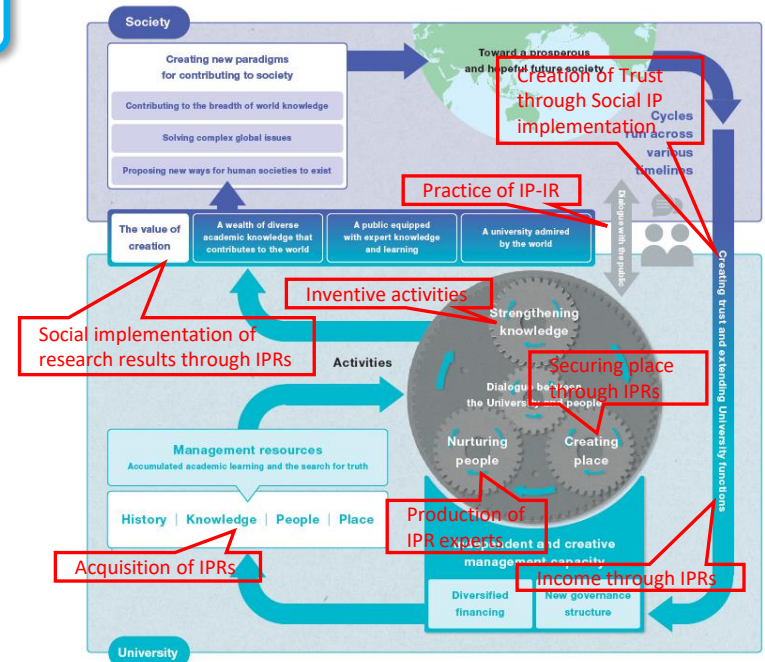 Society
Creating new paradigms
for contributing to society
Contributing to the breadth of world knowledge
Solving complex global issues
Proposing new ways for human societies to exist
Toward a prosperous
and hopeful future society
Creation of Trust
through Social IP
implementation
Cycles
run across
various
timelines
Practice of IP-IR
Dialogue with the public
The value of
creation
A wealth of diverse
academic knowledge that
contributes to the world
A public equipped
with expert knowledge
and learning
A university admired
by the world
Creating trust and extending University functions
Inventive activities
Strengthening
knowledge
Social implementation of
research results through IPRs
Activities
Securing place
through IPRs
Dialogue between
the University and people
Nurturing
people
Creating
place
Management resources
Accumulated academic learning and the search for truth
History | Knowledge | People | Place
Production of
IPR experts
Acquisition of IPRs
Independent and creative
management capacity
Income through IPRs
Diversified
financing
New governance
structure
University